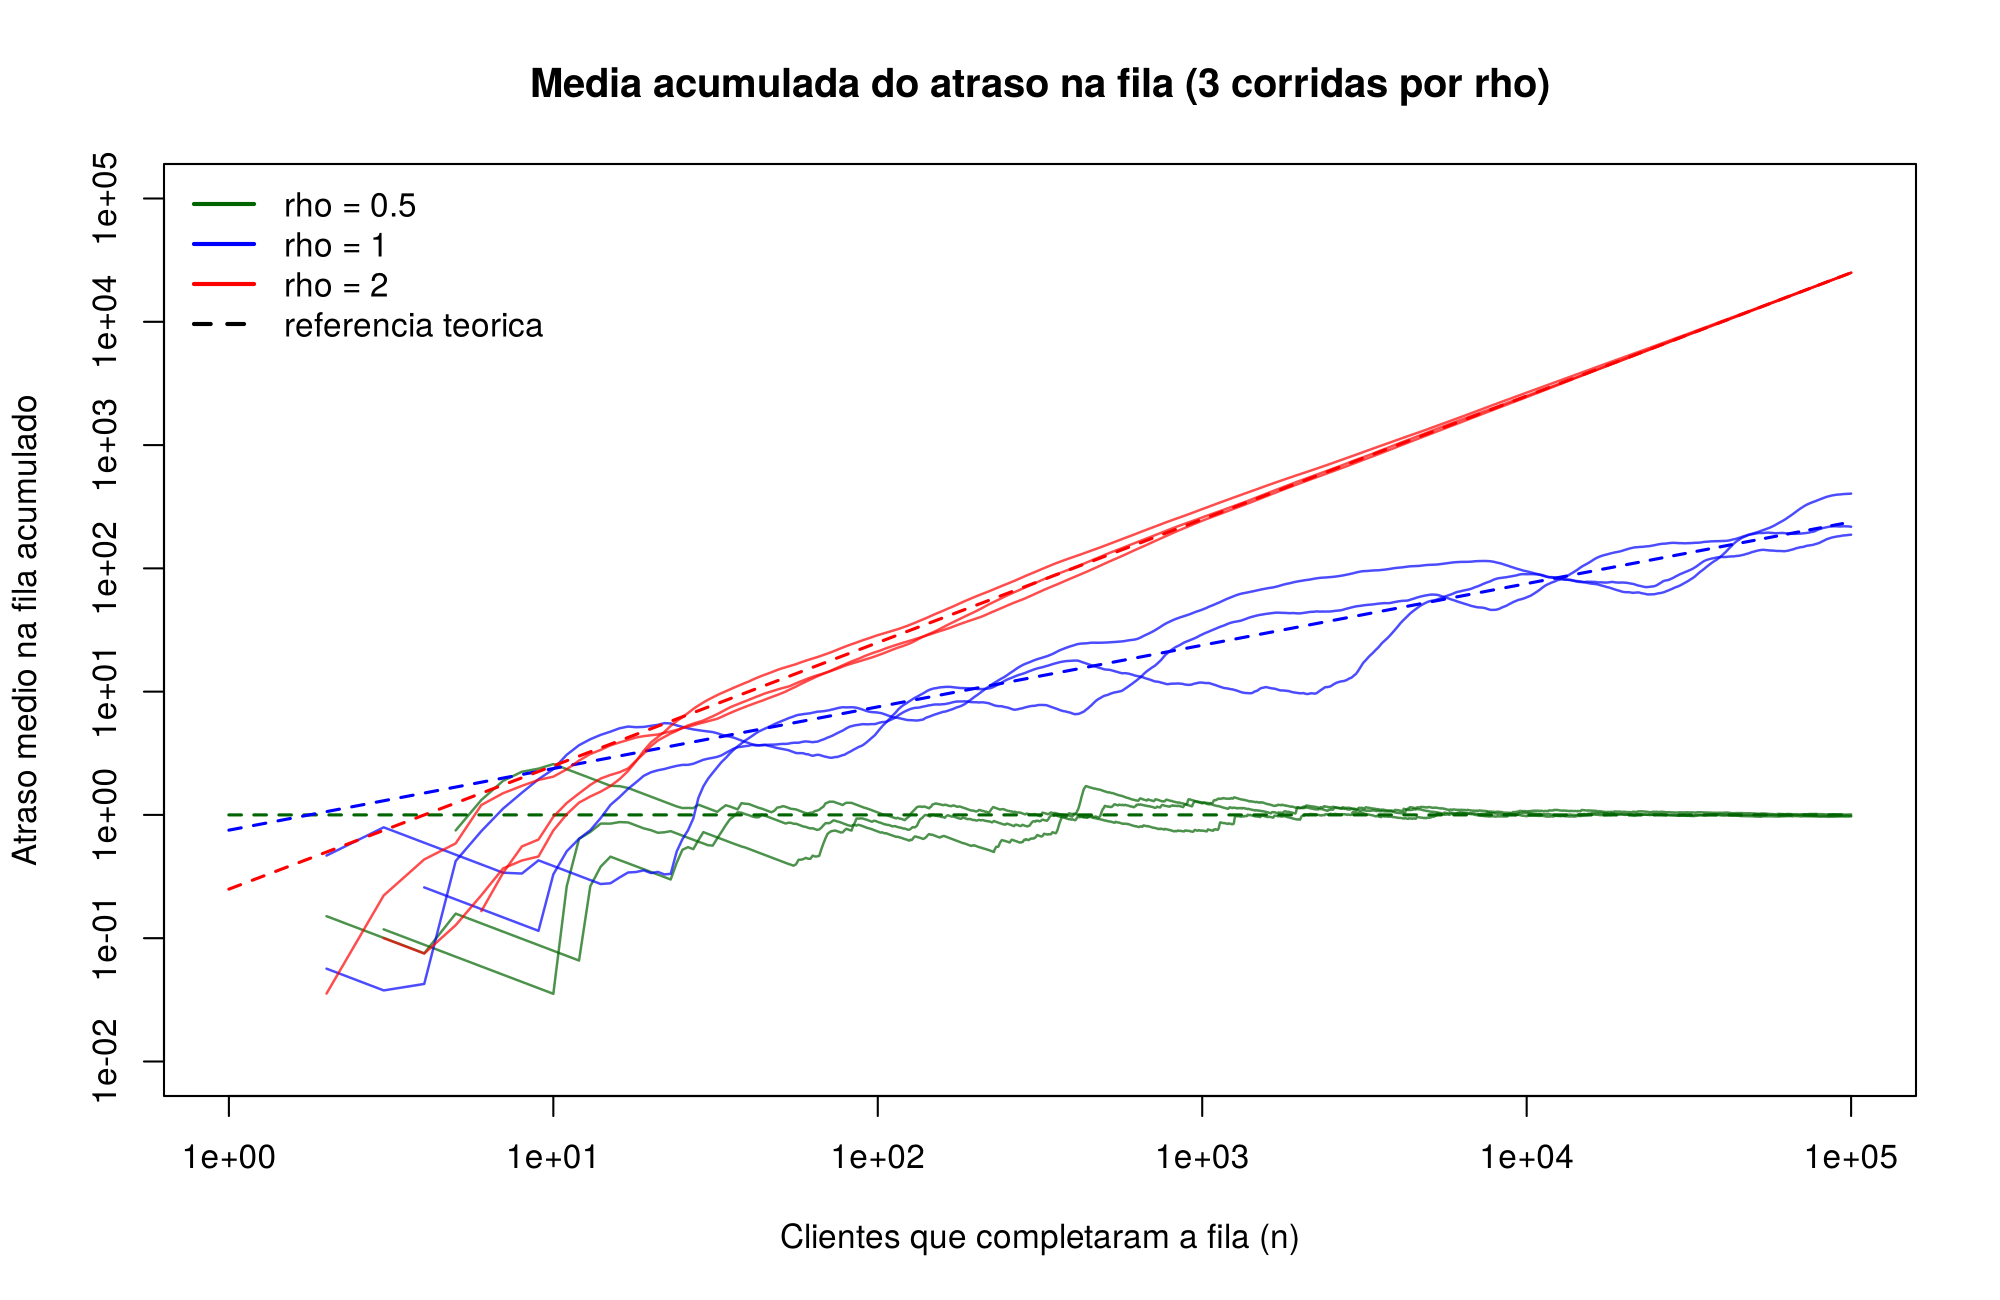 Media acumulada do atraso na fila (3 corridas por rho)
rho = 0.5
rho = 1
rho = 2
referencia teorica
Atraso medio na fila acumulado
1e+05
1e+04
1e+03
1e+02
1e+01
1e+00
1e-01
1e-02
1e+00 1e+01 1e+02 1e+03 1e+04 1e+05
Clientes que completaram a fila (n)